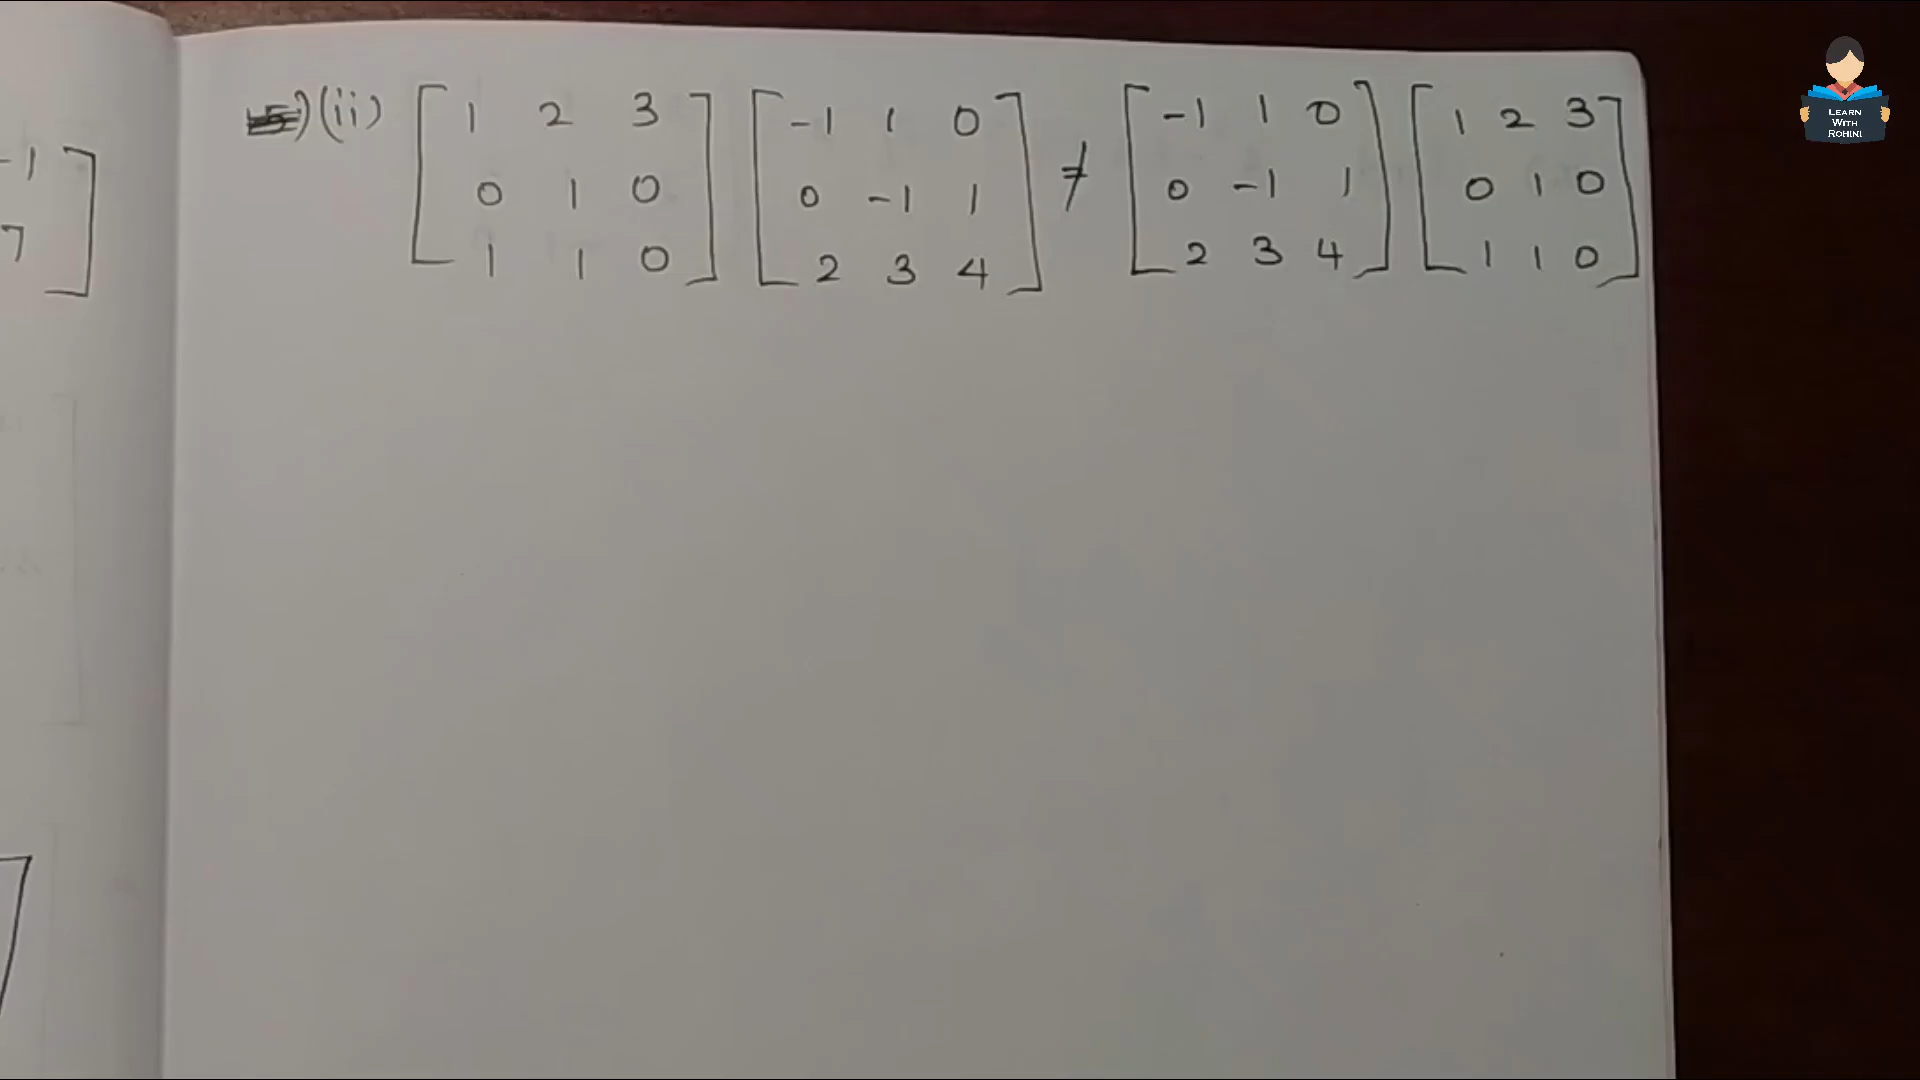 ) (ii) [ 1 2 3 ] [ -1 1 0 ] ≠ [ -1 1 0 ] [ 1 2 3 ]
[ 0 1 0 ] [ 0 -1 1 ] [ 0 -1 1 ] [ 0 1 0 ]
[ 1 1 0 ] [ 2 3 4 ] [ 2 3 4 ] [ 1 1 0 ]
-1
7
LEARN
WITH
ROHINI